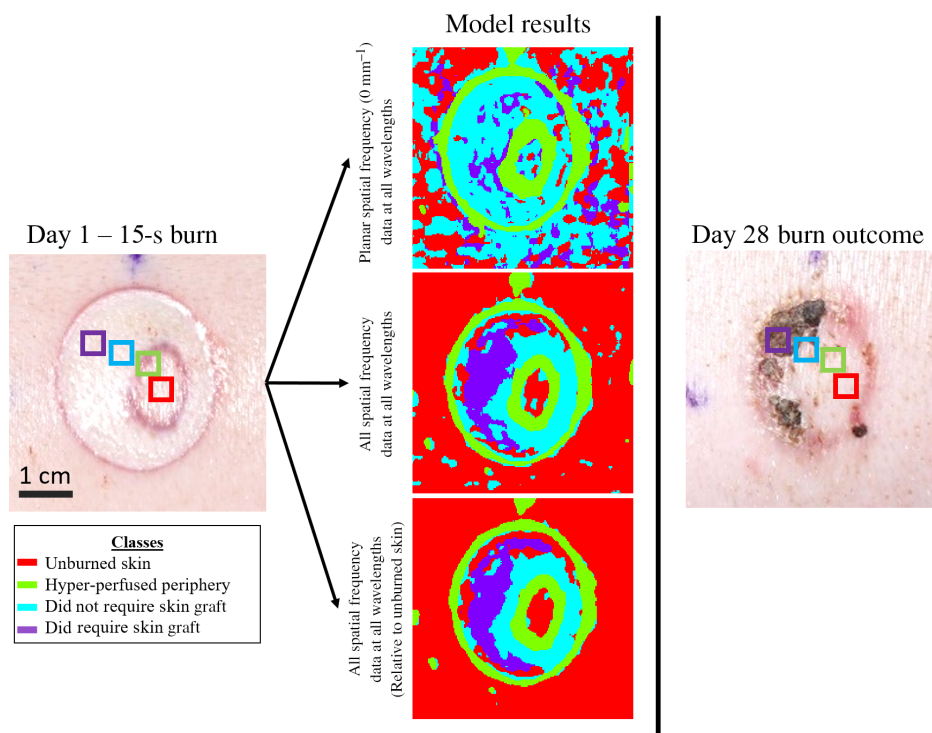 Model results
Planar spatial frequency (0 mm⁻¹)
data at all wavelengths
Day 1 – 15-s burn
1 cm
Classes
Unburned skin
Hyper-perfused periphery
Did not require skin graft
Did require skin graft
All spatial frequency
data at all wavelengths
All spatial frequency
data at all wavelengths
(Relative to unburned skin)
Day 28 burn outcome